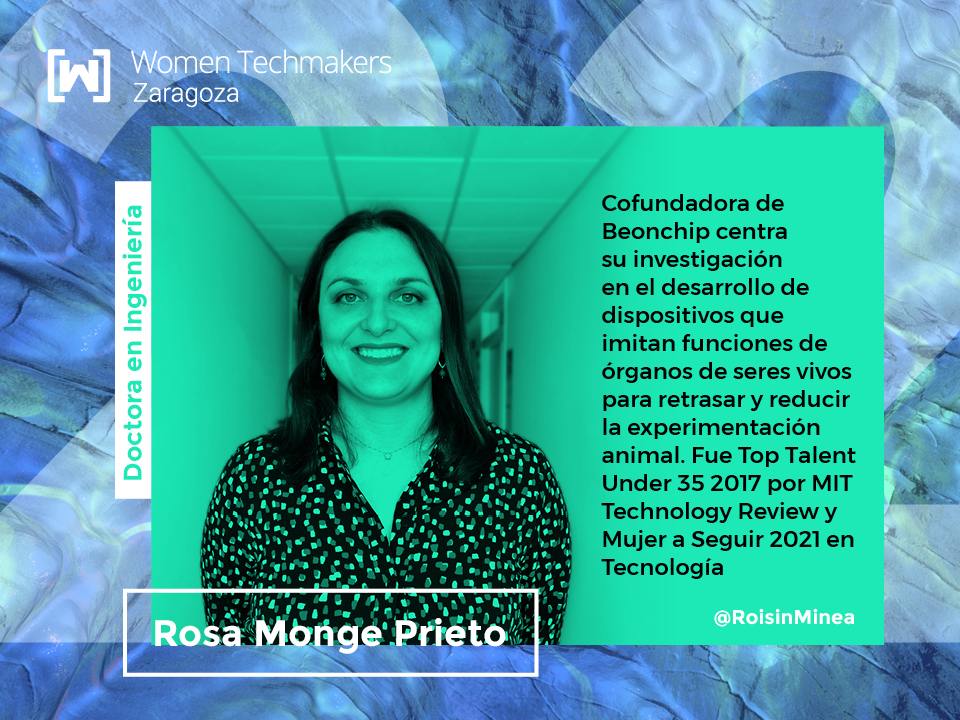 Women Techmakers
Zaragoza
Doctora en Ingeniería
Cofundadora de
Beonchip centra
su investigación
en el desarrollo de
dispositivos que
imitan funciones de
órganos de seres vivos
para retrasar y reducir
la experimentación
animal. Fue Top Talent
Under 35 2017 por MIT
Technology Review y
Mujer a Seguir 2021 en
Tecnología
@RoisinMinea
Rosa Monge Prieto